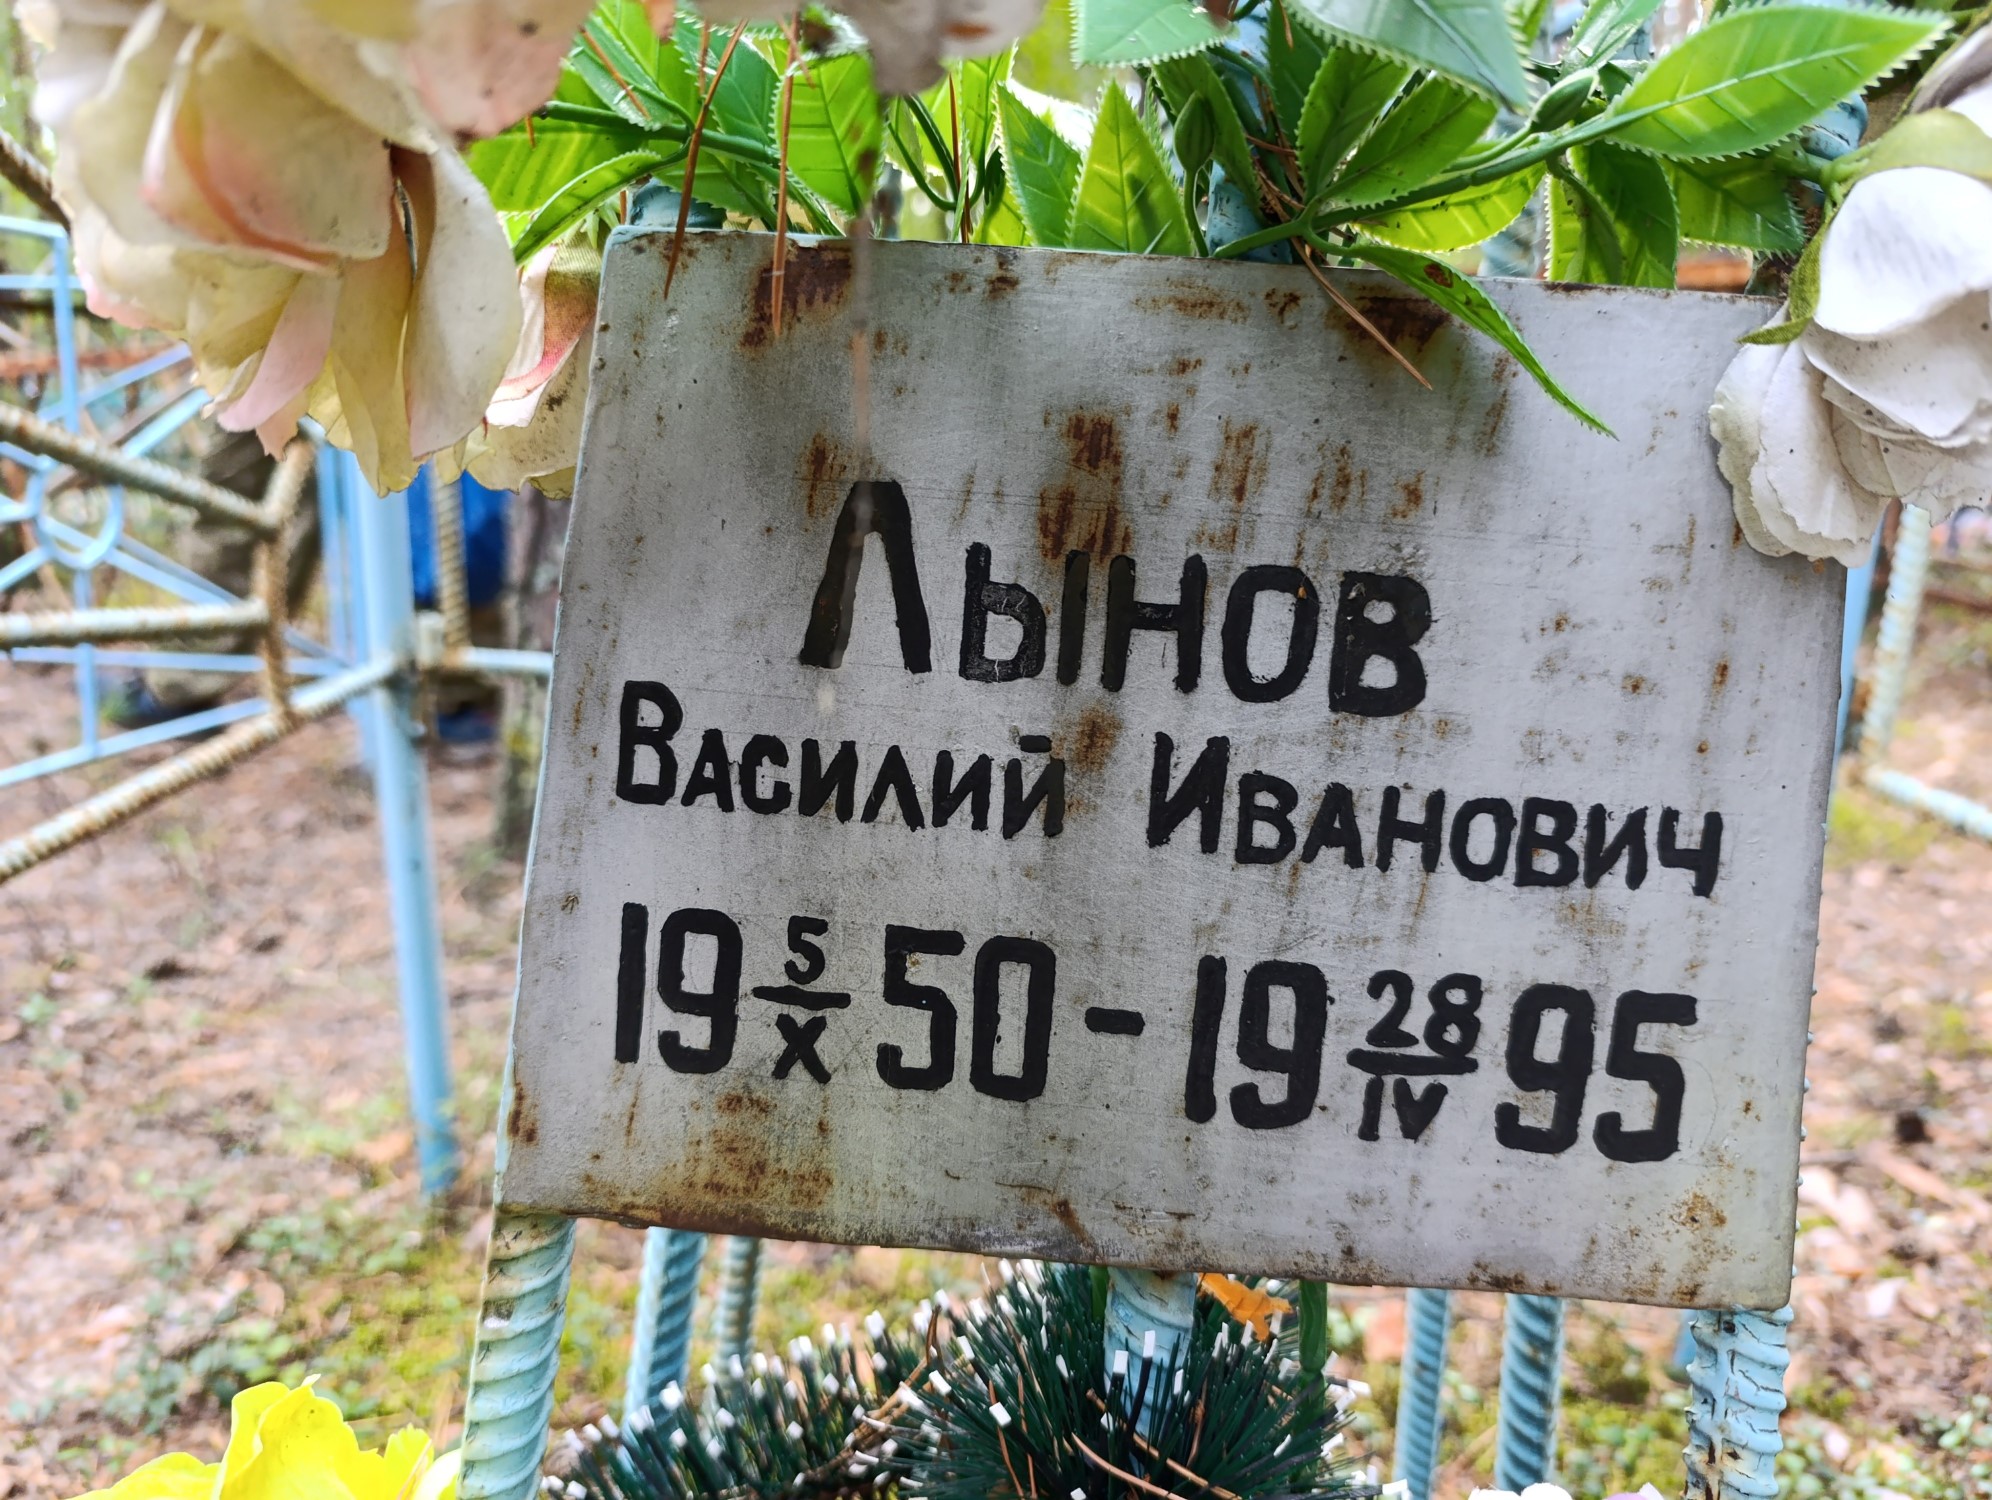 Лынов
Василий Иванович
19 5/X 50 - 19 28/IV 95